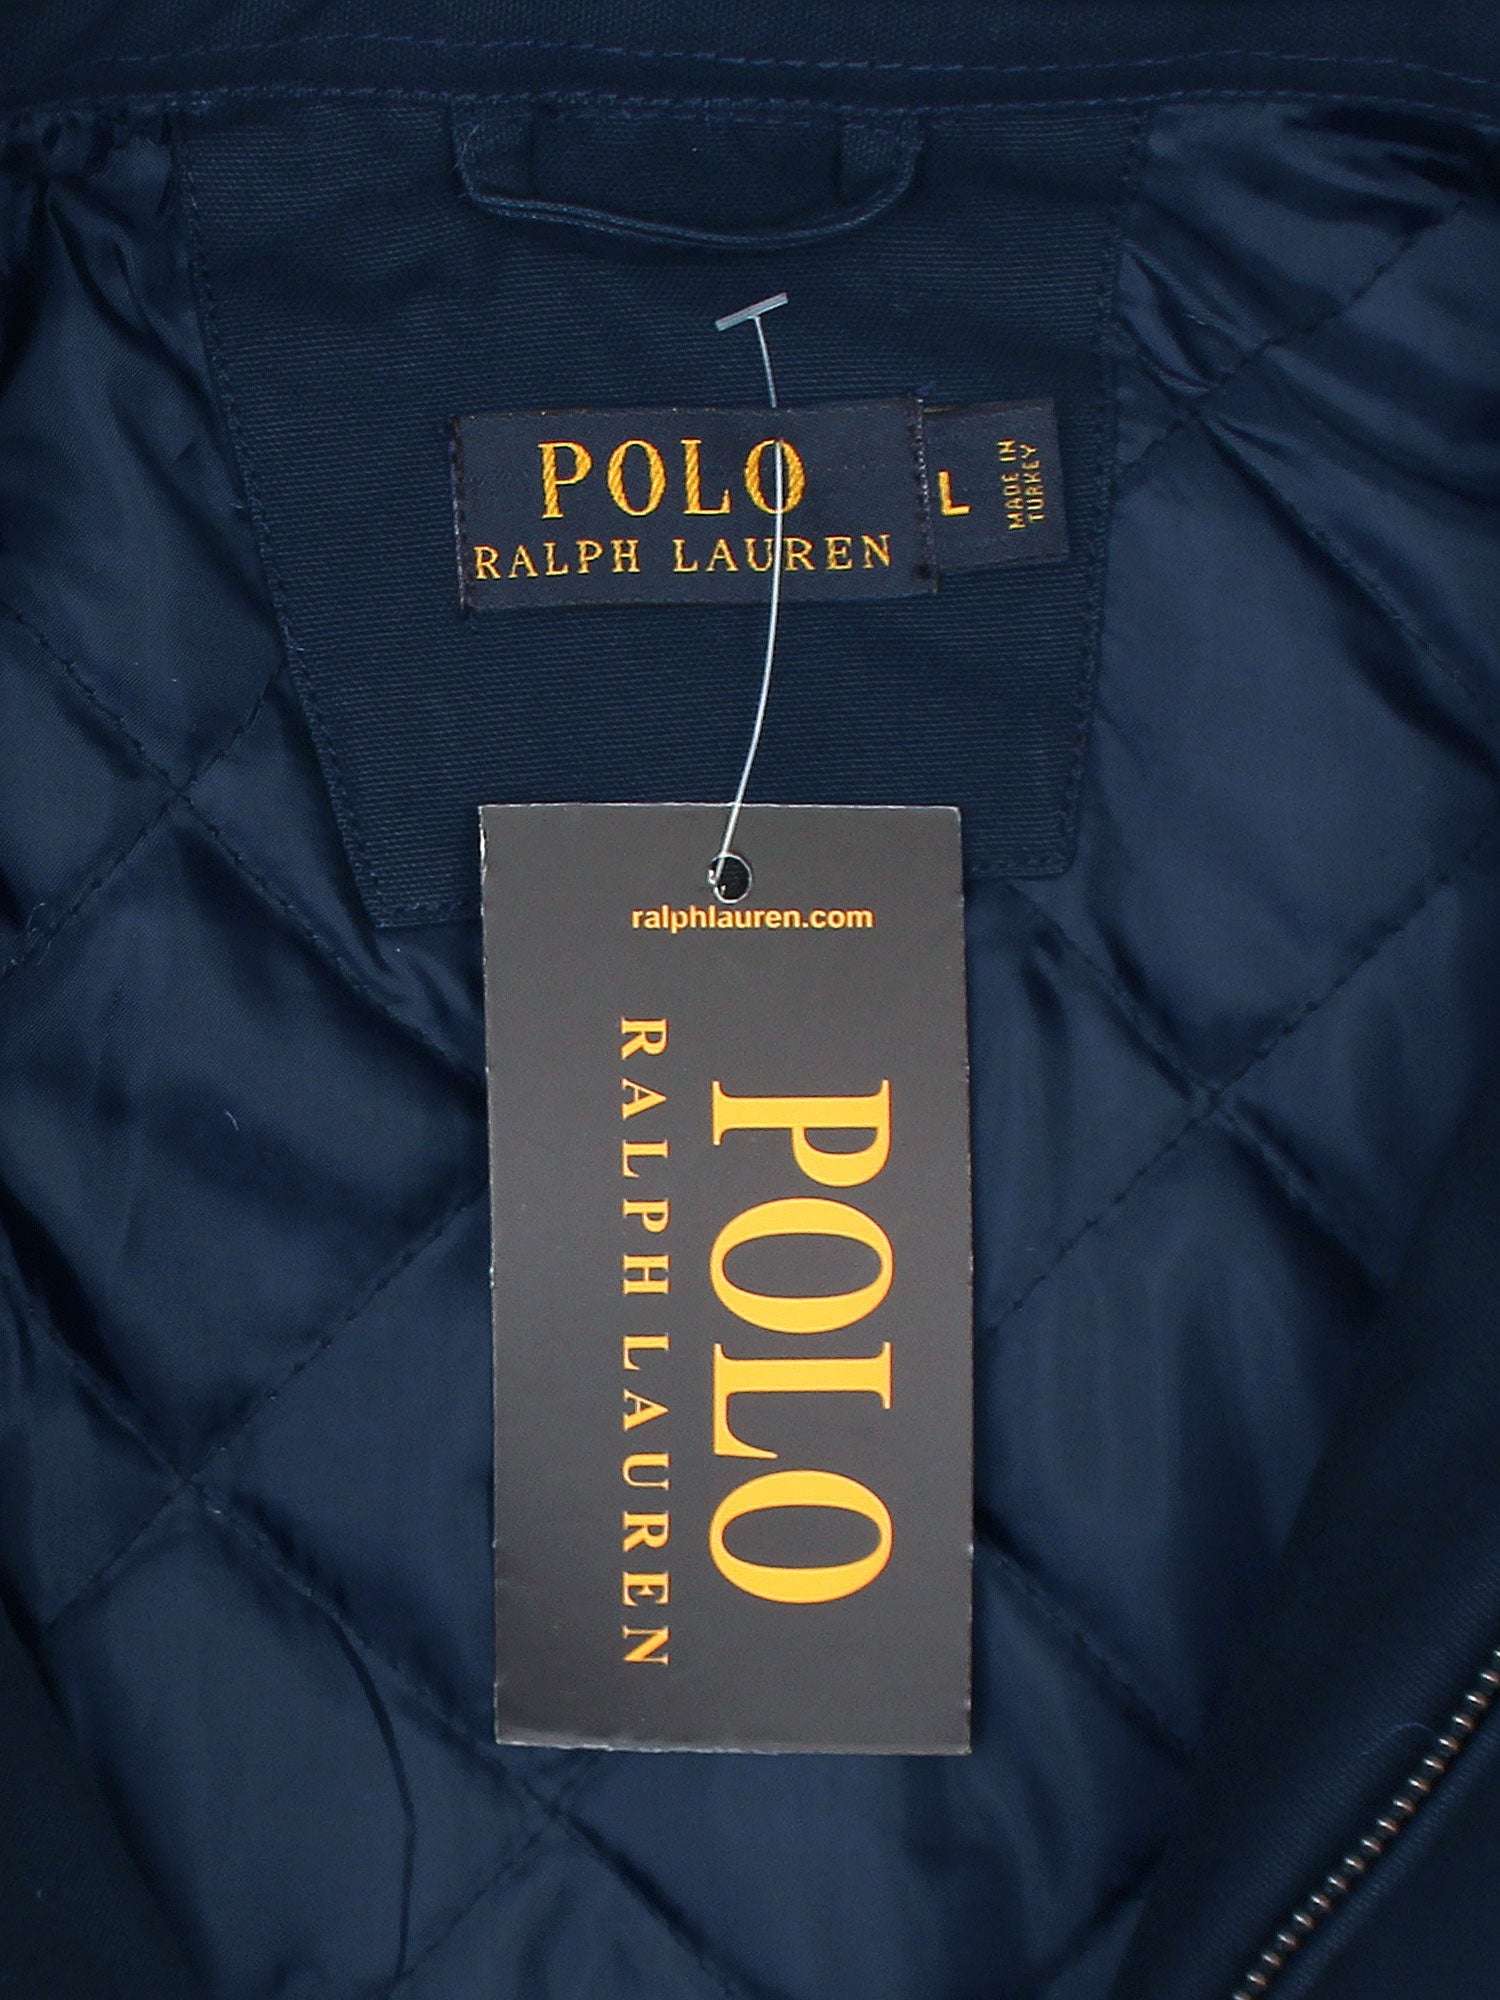 POLO
RALPH LAUREN
L
MADE IN
TURKEY
ralphlauren.com
POLO
RALPH LAUREN